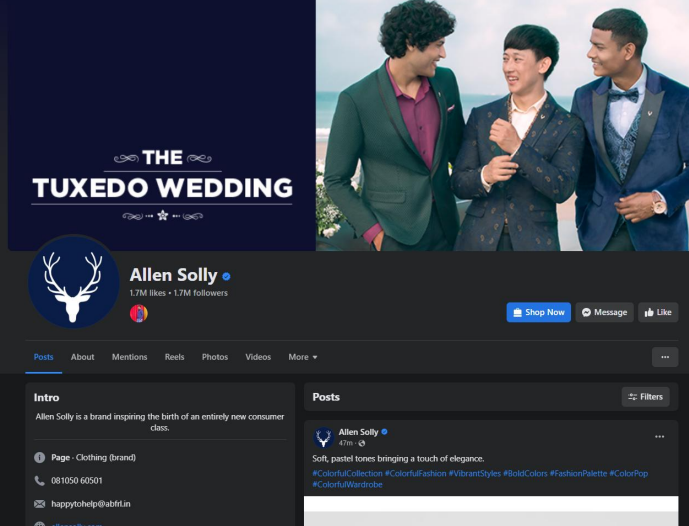 THE
TUXEDO WEDDING
Allen Solly
1.7M likes • 1.7M followers
Shop Now
Message
Like
Posts
About
Mentions
Reels
Photos
Videos
More
Intro
Allen Solly is a brand inspiring the birth of an entirely new consumer
class.
Page · Clothing (brand)
081050 60501
happytohelp@abfrl.in
Posts
Filters
Allen Solly
47m ·
Soft, pastel tones bringing a touch of elegance.
#ColorfulCollection #ColorfulFashion #VibrantStyles #BoldColors #FashionPalette #ColorPop
#ColorfulWardrobe